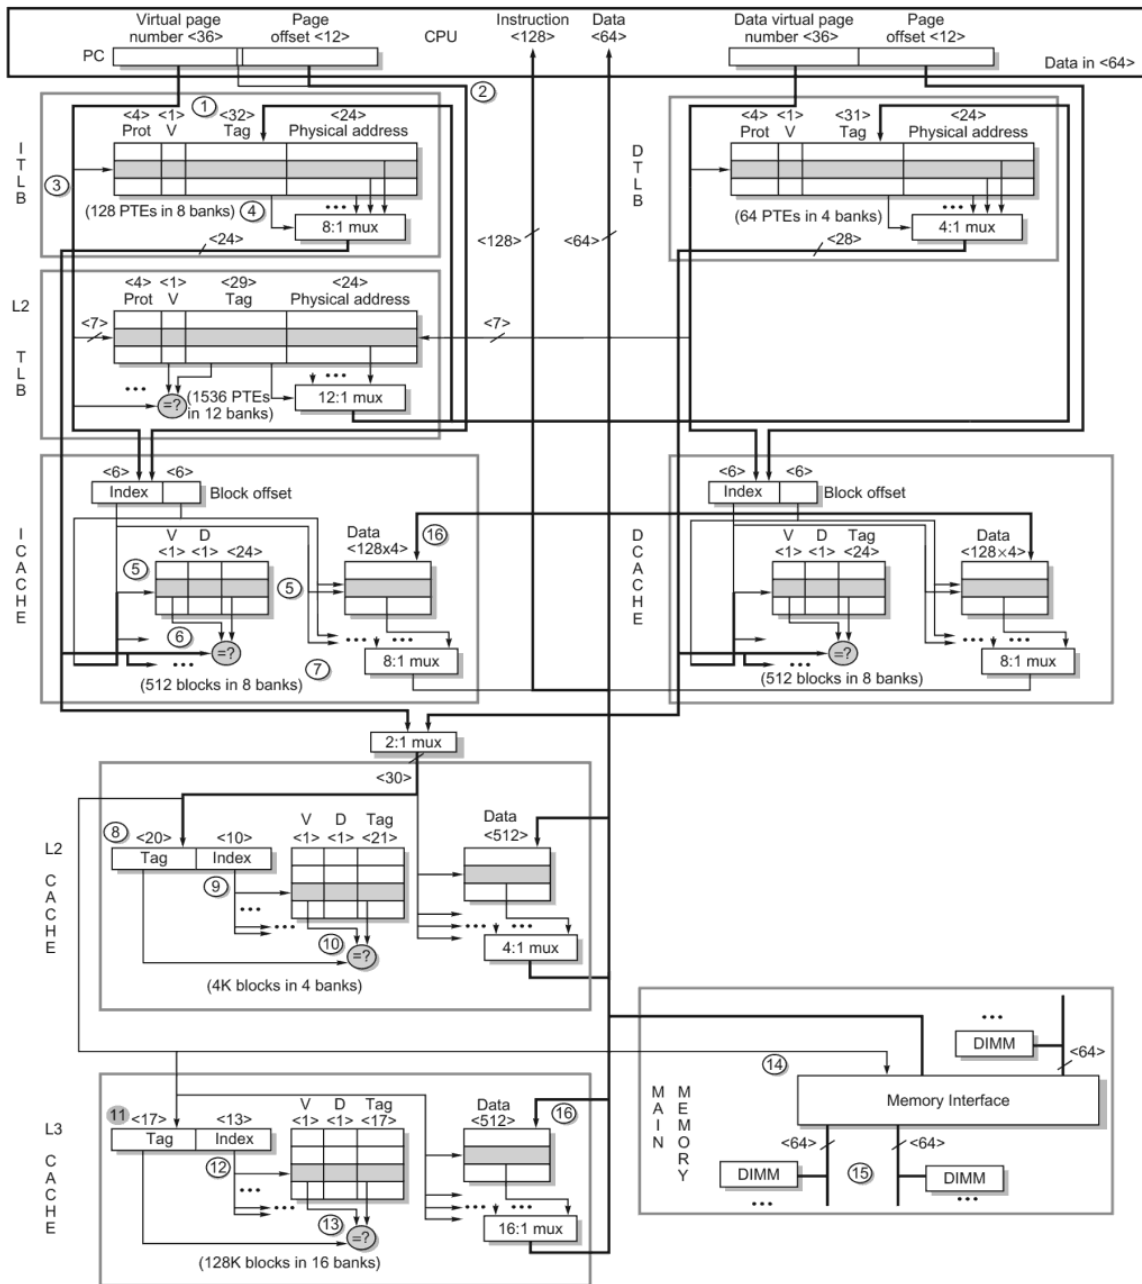 Virtual page number <36>
Page offset <12>
CPU
Instruction <128>
Data <64>
Data virtual page number <36>
Page offset <12>
PC
Data in <64>
1
2
I
T
L
B
<4> Prot
<1> V
<32> Tag
<24> Physical address
3
(128 PTEs in 8 banks)
4
...
8:1 mux
<24>
<128>
<64>
D
T
L
B
<4> Prot
<1> V
<31> Tag
<24> Physical address
(64 PTEs in 4 banks)
...
4:1 mux
<28>
L2
T
L
B
<4> Prot
<1> V
<29> Tag
<24> Physical address
<7>
<7>
...
=?
(1536 PTEs in 12 banks)
...
12:1 mux
I
C
A
C
H
E
<6>
<6>
Index
Block offset
V <1>
D <1>
<24>
Data <128x4>
16
5
5
6
=?
7
...
...
...
8:1 mux
(512 blocks in 8 banks)
D
C
A
C
H
E
<6>
<6>
Index
Block offset
V <1>
D <1>
Tag <24>
Data <128×4>
...
=?
...
...
8:1 mux
(512 blocks in 8 banks)
2:1 mux
<30>
L2
C
A
C
H
E
8
<20>
<10>
Tag
Index
V <1>
D <1>
Tag <21>
Data <512>
9
...
...
10
=?
...
...
4:1 mux
(4K blocks in 4 banks)
L3
C
A
C
H
E
11
<17>
<13>
Tag
Index
V <1>
D <1>
Tag <17>
Data <512>
16
12
...
...
13
=?
...
...
16:1 mux
(128K blocks in 16 banks)
M
A
I
N
M
E
M
O
R
Y
14
...
DIMM
<64>
Memory Interface
<64>
<64>
DIMM
...
15
DIMM
...